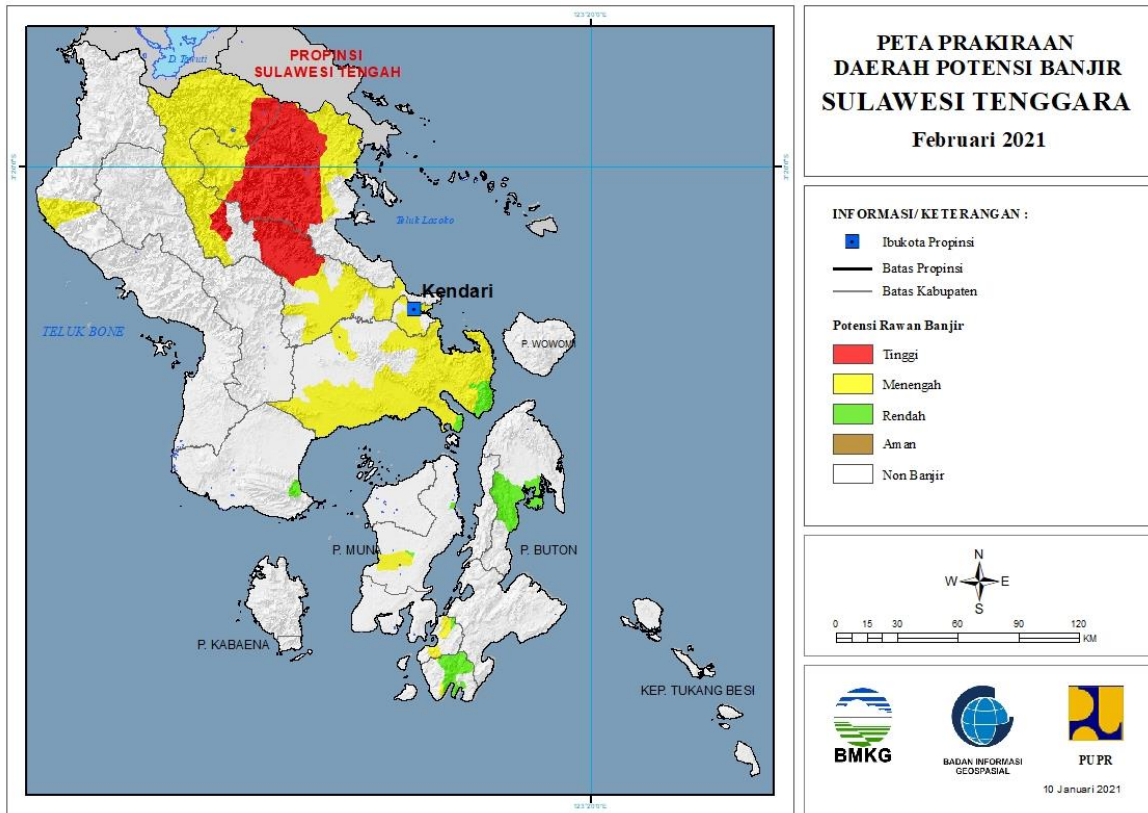 PROPINSI
SULAWESI TENGAH
Teluk Lasolo
Kendari
TELUK BONE
P. WOWONI
P. MUNA
P. BUTON
P. KABAENA
KEP. TUKANG BESI
PETA PRAKIRAAN
DAERAH POTENSI BANJIR
SULAWESI TENGGARA
Februari 2021
INFORMASI/ KETERANGAN :
Ibukota Propinsi
Batas Propinsi
Batas Kabupaten
Potensi Rawan Banjir
Tinggi
Menengah
Rendah
Aman
Non Banjir
N
W E
S
0 15 30 60 90 120
KM
BMKG
BADAN INFORMASI
GEOSPASIAL
PUPR
10 Januari 2021